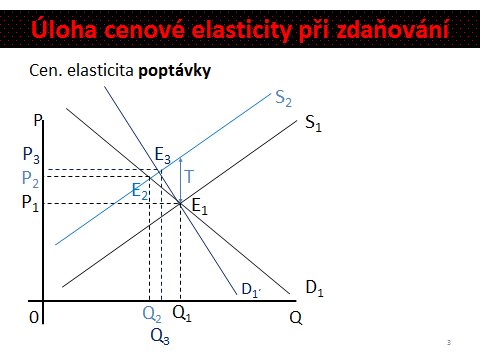 Úloha cenové elasticity při zdaňování
Cen. elasticita poptávky
S2
P
S1
P3
E3
P2
T
E2
P1
E1
D1´
D1
0
Q2
Q1
Q
Q3
3